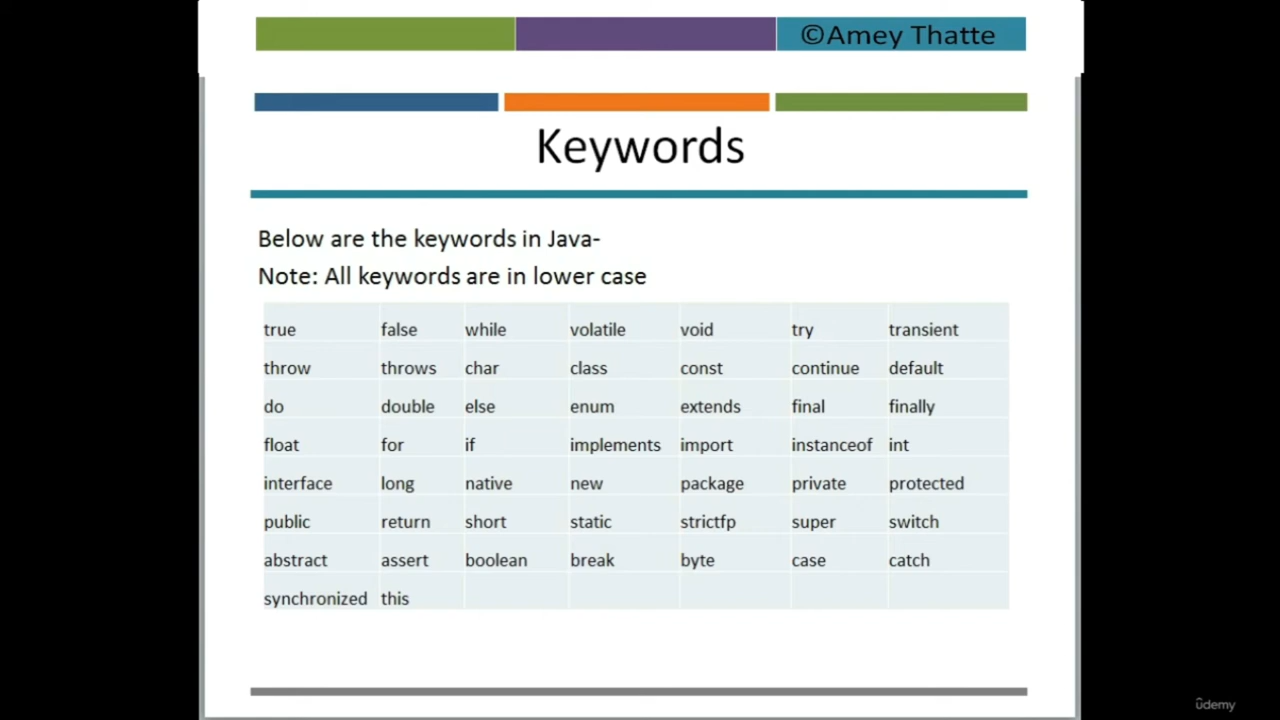 ©Amey Thatte
Keywords
Below are the keywords in Java-
Note: All keywords are in lower case
true false while volatile void try transient
throw throws char class const continue default
do double else enum extends final finally
float for if implements import instanceof int
interface long native new package private protected
public return short static strictfp super switch
abstract assert boolean break byte case catch
synchronized this
ûdemy